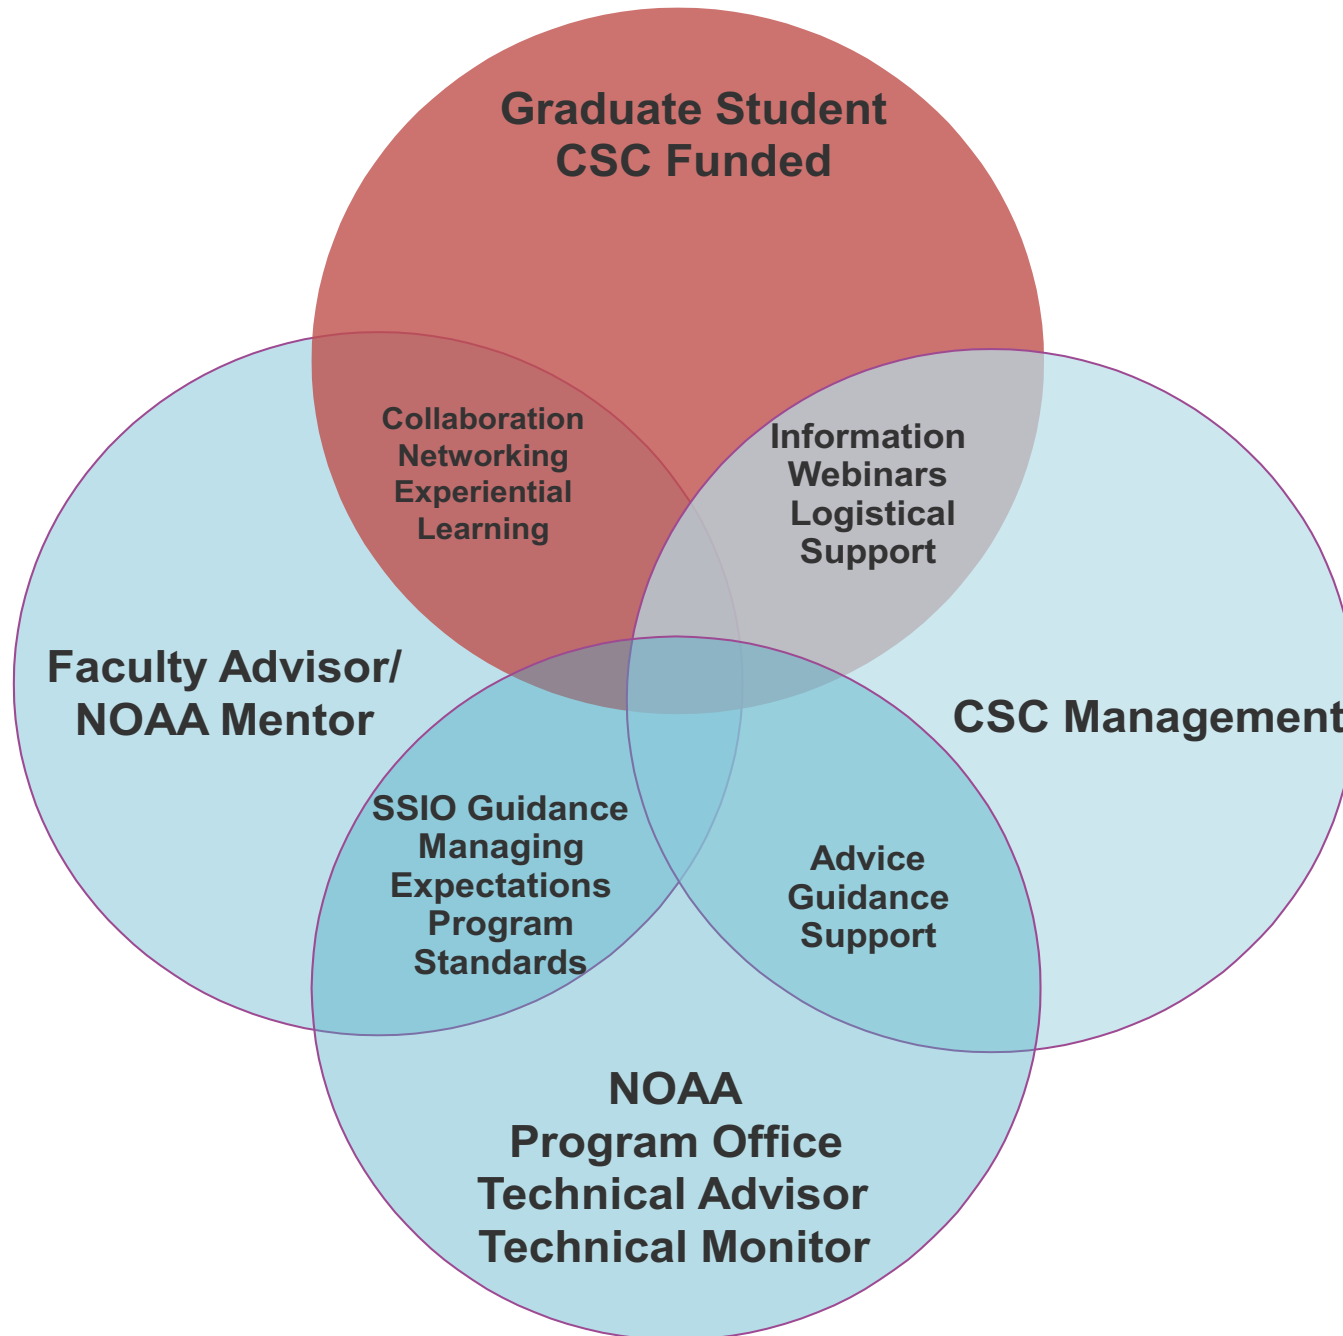 Graduate Student
CSC Funded
Collaboration
Networking
Experiential
Learning
Information
Webinars
Logistical
Support
Faculty Advisor/
NOAA Mentor
CSC Management
SSIO Guidance
Managing
Expectations
Program
Standards
Advice
Guidance
Support
NOAA
Program Office
Technical Advisor
Technical Monitor